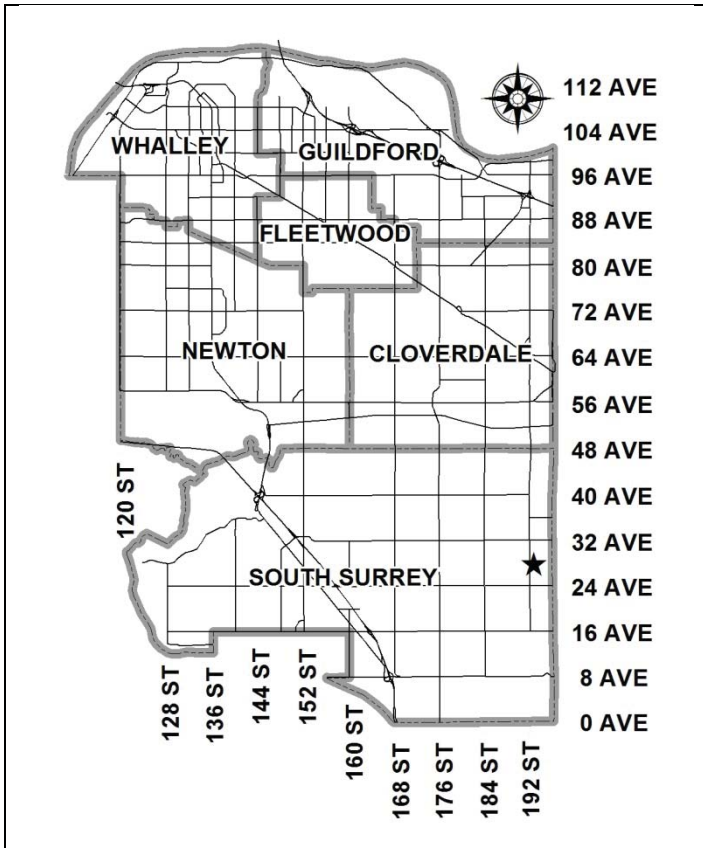 112 AVE
104 AVE
WHALLEY
GUILDFORD
96 AVE
88 AVE
FLEETWOOD
80 AVE
72 AVE
NEWTON
CLOVERDALE
64 AVE
56 AVE
48 AVE
120 ST
40 AVE
32 AVE
SOUTH SURREY
24 AVE
16 AVE
8 AVE
0 AVE
128 ST
136 ST
144 ST
152 ST
160 ST
168 ST
176 ST
184 ST
192 ST